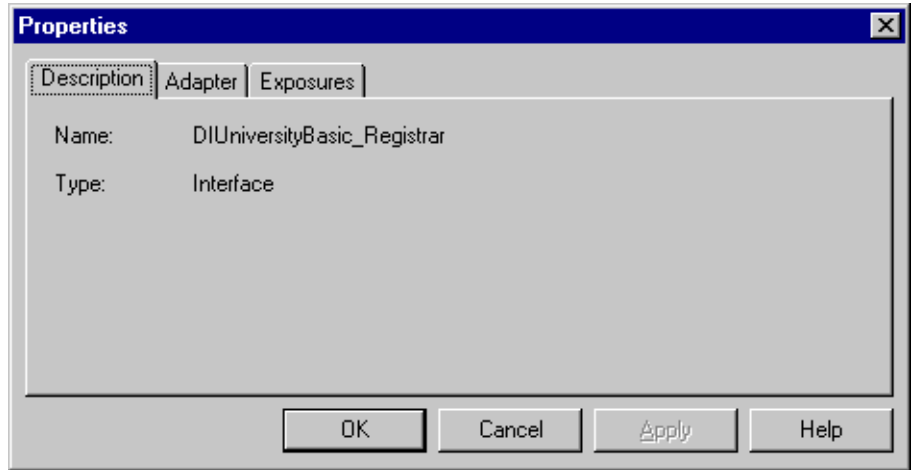 Properties
Description Adapter Exposures
Name: DIUniversityBasic_Registrar
Type: Interface
OK Cancel Apply Help